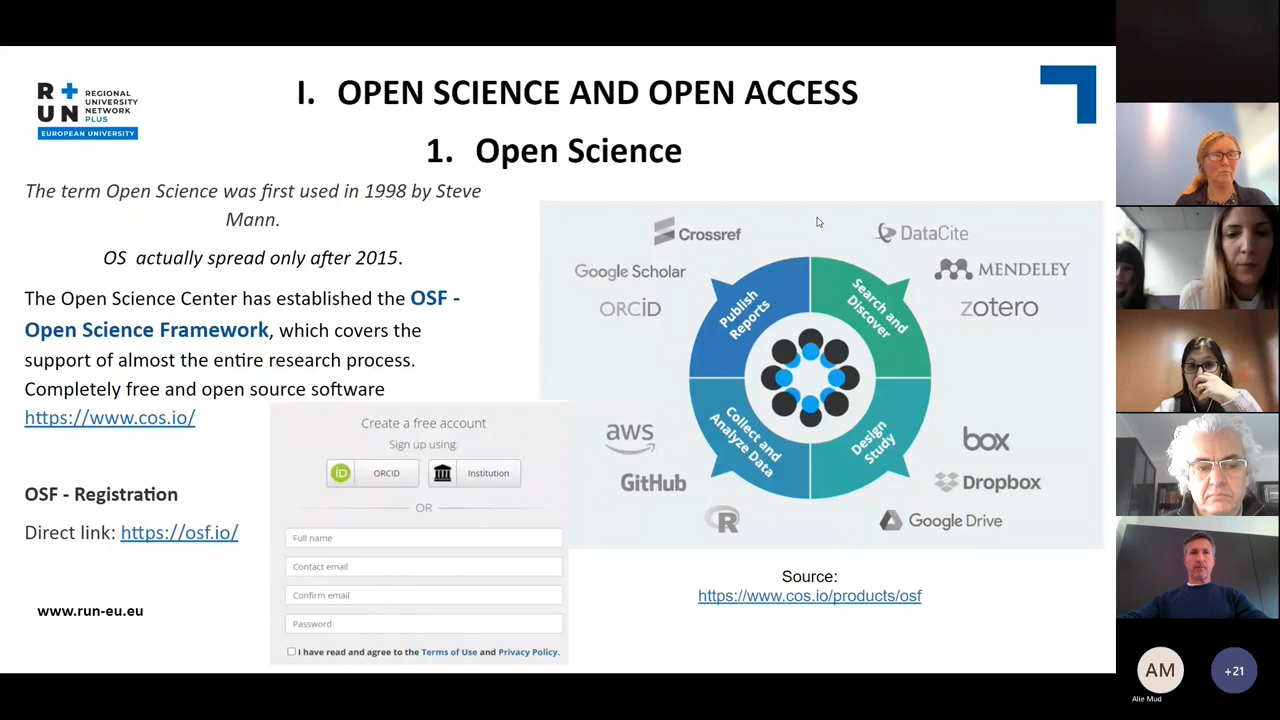 R+
UN
REGIONAL
UNIVERSITY
NETWORK
PLUS
EUROPEAN UNIVERSITY
I. OPEN SCIENCE AND OPEN ACCESS
1. Open Science
The term Open Science was first used in 1998 by Steve
Mann.
OS actually spread only after 2015.
The Open Science Center has established the OSF -
Open Science Framework, which covers the
support of almost the entire research process.
Completely free and open source software
https://www.cos.io/
OSF - Registration
Direct link: https://osf.io/
www.run-eu.eu
Create a free account
Sign up using:
iD ORCID
Institution
OR
Full name
Contact email
Confirm email
Password
I have read and agree to the Terms of Use and Privacy Policy.
Crossref
Google Scholar
ORCID
DataCite
MENDELEY
zotero
Publish
Reports
Search and
Discover
Collect and
Analyze Data
Design
Study
aws
GitHub
R
box
Dropbox
Google Drive
Source:
https://www.cos.io/products/osf
AM
Alie Mud
+21